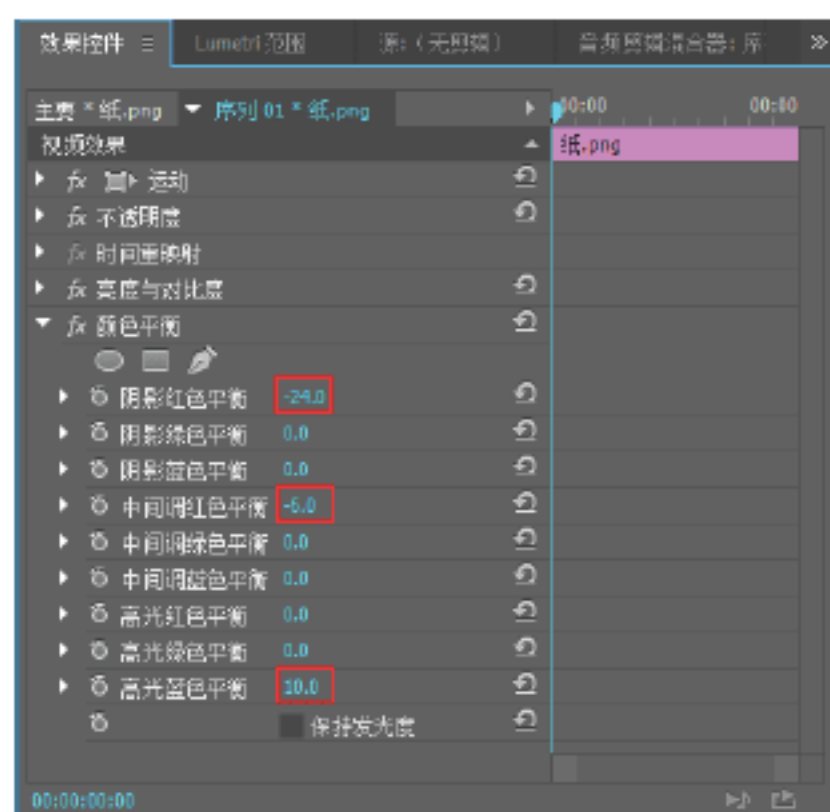 效果控件 Lumetri 范围 源:（无剪辑） 音频剪辑混合器: 序
主要 * 纸.png 序列 01 * 纸.png 00:00 00:00
视频效果 纸.png
fx 运动
fx 不透明度
fx 时间重映射
fx 亮度与对比度
fx 颜色平衡
阴影红色平衡 -24.0
阴影绿色平衡 0.0
阴影蓝色平衡 0.0
中间调红色平衡 -6.0
中间调绿色平衡 0.0
中间调蓝色平衡 0.0
高光红色平衡 0.0
高光绿色平衡 0.0
高光蓝色平衡 10.0
保持发光度
00:00:00:00